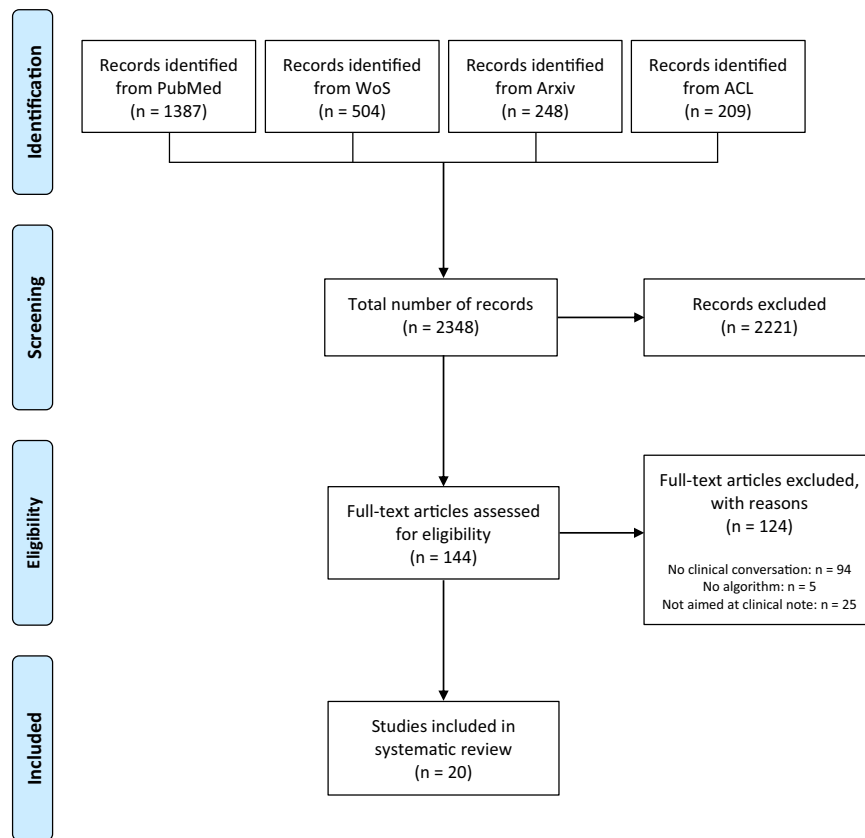 Identification
Records identified
from PubMed
(n = 1387)
Records identified
from WoS
(n = 504)
Records identified
from Arxiv
(n = 248)
Records identified
from ACL
(n = 209)
Screening
Total number of records
(n = 2348)
Records excluded
(n = 2221)
Eligibility
Full-text articles assessed
for eligibility
(n = 144)
Full-text articles excluded,
with reasons
(n = 124)
No clinical conversation: n = 94
No algorithm: n = 5
Not aimed at clinical note: n = 25
Included
Studies included in
systematic review
(n = 20)